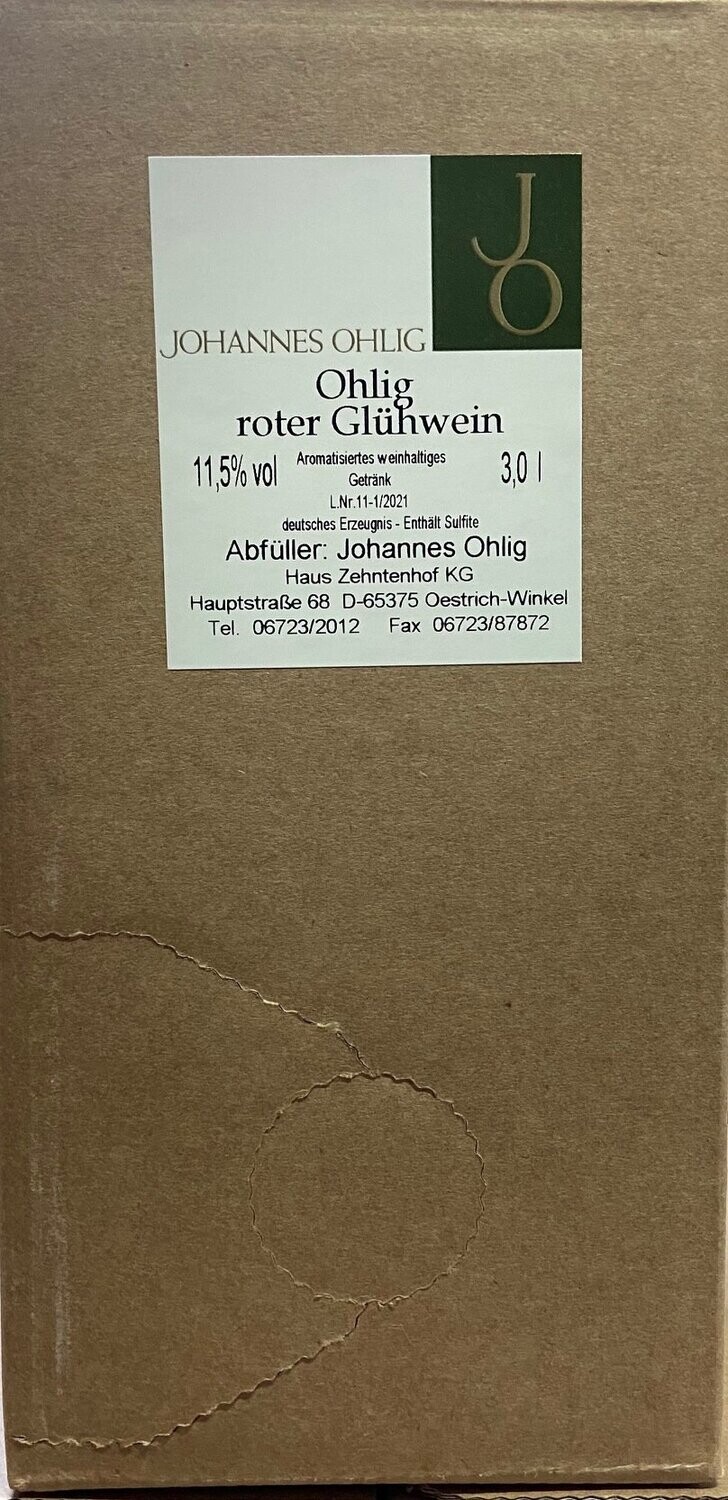 JO
JOHANNES OHLIG
Ohlig
roter Glühwein
11,5% vol
Aromatisiertes weinhaltiges
Getränk
3,0 l
L.Nr.11-1/2021
deutsches Erzeugnis - Enthält Sulfite
Abfüller: Johannes Ohlig
Haus Zehntenhof KG
Hauptstraße 68 D-65375 Oestrich-Winkel
Tel. 06723/2012 Fax 06723/87872